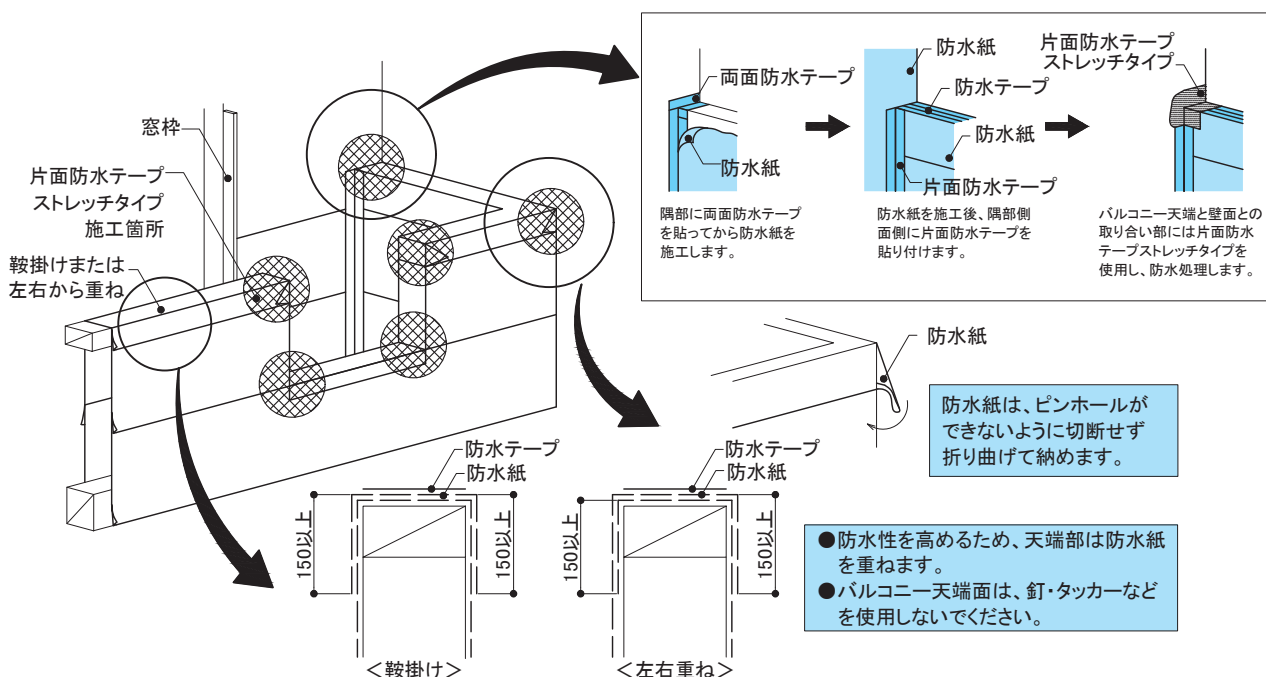 窓枠
片面防水テープ
ストレッチタイプ
施工箇所
鞍掛けまたは
左右から重ね
両面防水テープ
防水紙
隅部に両面防水テープ
を貼ってから防水紙を
施工します。
防水紙
防水テープ
防水紙
片面防水テープ
防水紙を施工後、隅部側
面側に片面防水テープを
貼り付けます。
片面防水テープ
ストレッチタイプ
バルコニー天端と壁面との
取り合い部には片面防水
テープストレッチタイプを
使用し、防水処理します。
防水紙
防水紙は、ピンホールが
できないように切断せず
折り曲げて納めます。
防水テープ
防水紙
150以上
150以上
<鞍掛け>
防水テープ
防水紙
150以上
150以上
<左右重ね>
●防水性を高めるため、天端部は防水紙
を重ねます。
●バルコニー天端面は、釘・タッカーなど
を使用しないでください。